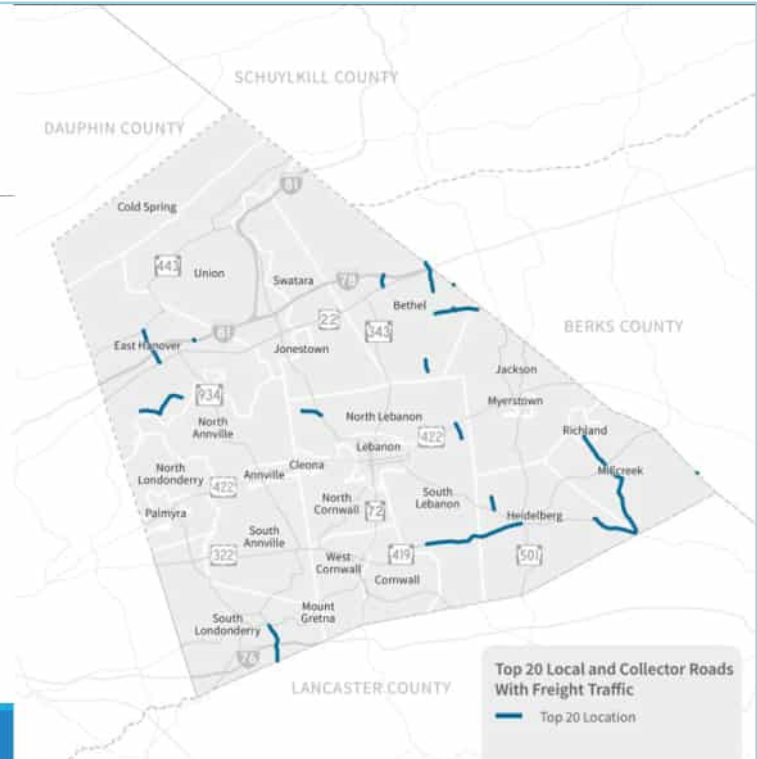 SCHUYLKILL COUNTY
DAUPHIN COUNTY
81
Cold Spring
443
Union
Swatara
78
Bethel
22
343
BERKS COUNTY
81
East Hanover
Jonestown
Jackson
934
Myerstown
North
Annville
North Lebanon
422
Richland
Lebanon
Cleona
Millcreek
North
Londonderry
422
Annville
Palmyra
North
Cornwall
72
South
Lebanon
Heidelberg
South
Annville
322
West
Cornwall
419
501
Cornwall
Mount
Gretna
South
Londonderry
76
LANCASTER COUNTY
Top 20 Local and Collector Roads
With Freight Traffic
Top 20 Location